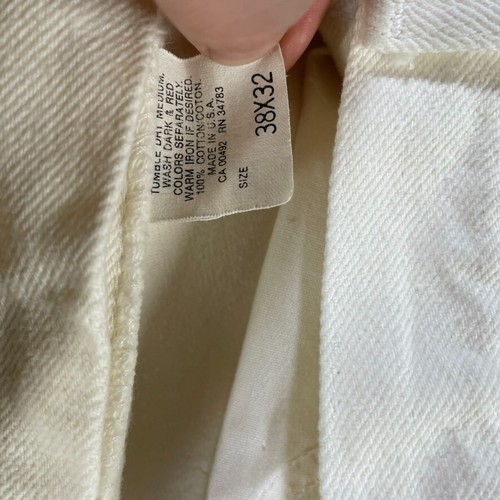 TUMBLE DRY MEDIUM.
WASH DARK & RED
COLORS SEPARATELY.
WARM IRON IF DESIRED.
100% COTTON/COTON.
MADE IN U.S.A.
CA 00492 RN 34783
SIZE 38X32